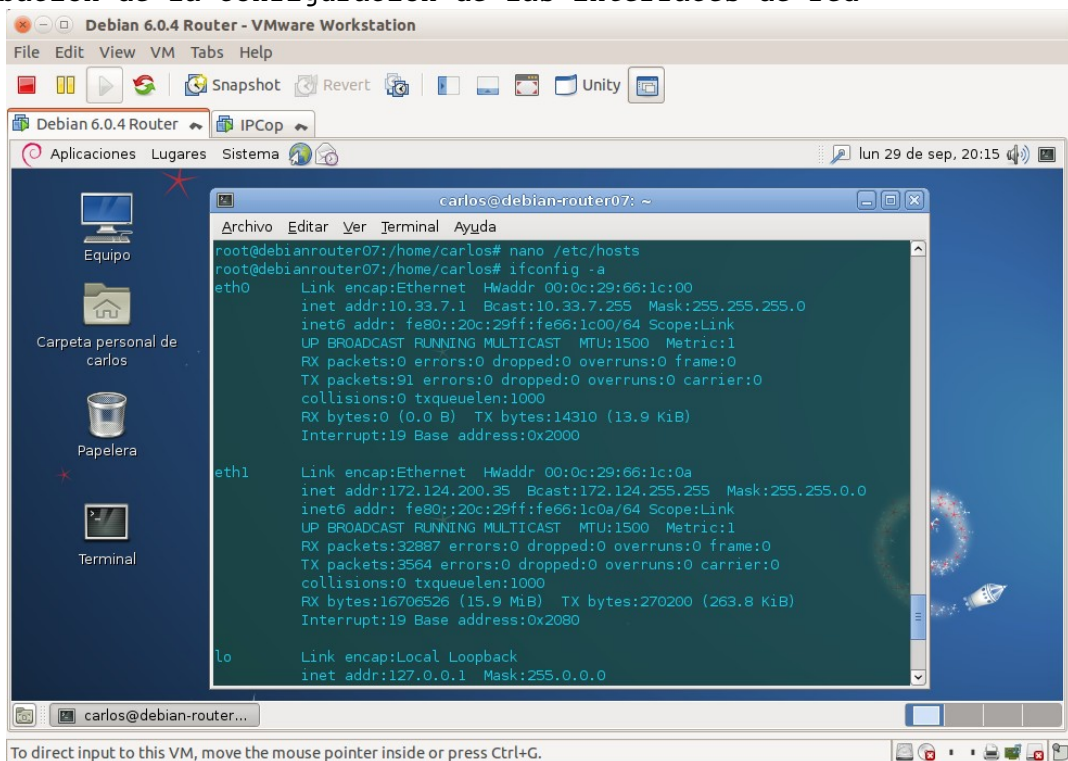 de la configuración de las interfaces de red
Debian 6.0.4 Router - VMware Workstation
File Edit View VM Tabs Help
Snapshot Revert Unity
Debian 6.0.4 Router IPCop
Aplicaciones Lugares Sistema lun 29 de sep, 20:15
carlos@debian-router07: ~
Archivo Editar Ver Terminal Ayuda
root@debianrouter07:/home/carlos# nano /etc/hosts
root@debianrouter07:/home/carlos# ifconfig -a
eth0 Link encap:Ethernet HWaddr 00:0c:29:66:1c:00
inet addr:10.33.7.1 Bcast:10.33.7.255 Mask:255.255.255.0
inet6 addr: fe80::20c:29ff:fe66:1c00/64 Scope:Link
UP BROADCAST RUNNING MULTICAST MTU:1500 Metric:1
RX packets:0 errors:0 dropped:0 overruns:0 frame:0
TX packets:91 errors:0 dropped:0 overruns:0 carrier:0
collisions:0 txqueuelen:1000
RX bytes:0 (0.0 B) TX bytes:14310 (13.9 KiB)
Interrupt:19 Base address:0x2000
eth1 Link encap:Ethernet HWaddr 00:0c:29:66:1c:0a
inet addr:172.124.200.35 Bcast:172.124.255.255 Mask:255.255.0.0
inet6 addr: fe80::20c:29ff:fe66:1c0a/64 Scope:Link
UP BROADCAST RUNNING MULTICAST MTU:1500 Metric:1
RX packets:32887 errors:0 dropped:0 overruns:0 frame:0
TX packets:3564 errors:0 dropped:0 overruns:0 carrier:0
collisions:0 txqueuelen:1000
RX bytes:16706526 (15.9 MiB) TX bytes:270200 (263.8 KiB)
Interrupt:19 Base address:0x2080
lo Link encap:Local Loopback
inet addr:127.0.0.1 Mask:255.0.0.0
Equipo
Carpeta personal de
carlos
Papelera
Terminal
carlos@debian-router...
To direct input to this VM, move the mouse pointer inside or press Ctrl+G.